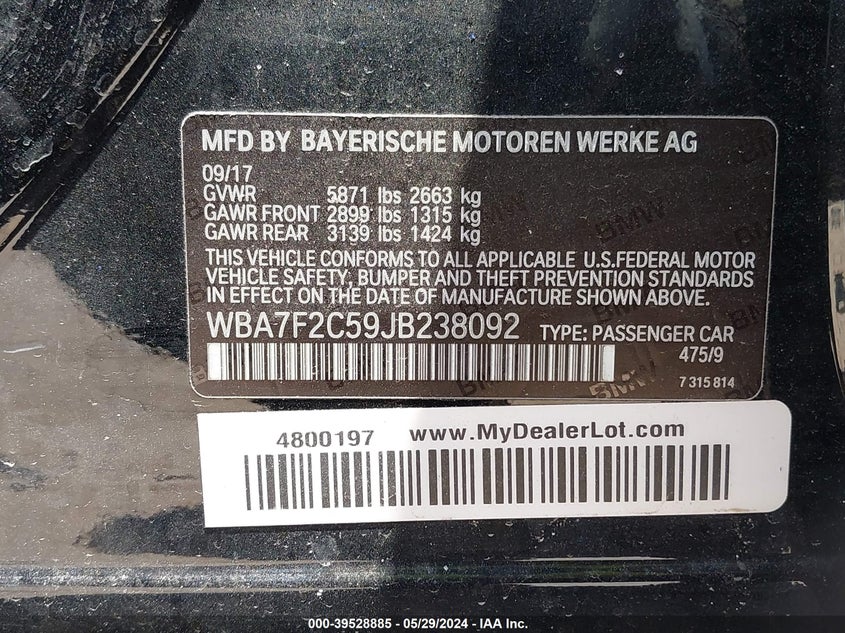 MFD BY BAYERISCHE MOTOREN WERKE AG
09/17
GVWR 5871 lbs 2663 kg
GAWR FRONT 2899 lbs 1315 kg
GAWR REAR 3139 lbs 1424 kg
THIS VEHICLE CONFORMS TO ALL APPLICABLE U.S.FEDERAL MOTOR
VEHICLE SAFETY, BUMPER AND THEFT PREVENTION STANDARDS
IN EFFECT ON THE DATE OF MANUFACTURE SHOWN ABOVE.
WBA7F2C59JB238092 TYPE: PASSENGER CAR
475/9
7 315 814
BMW
BMW
BMW
4800197 www.MyDealerLot.com
000-39528885 - 05/29/2024 - IAA Inc.